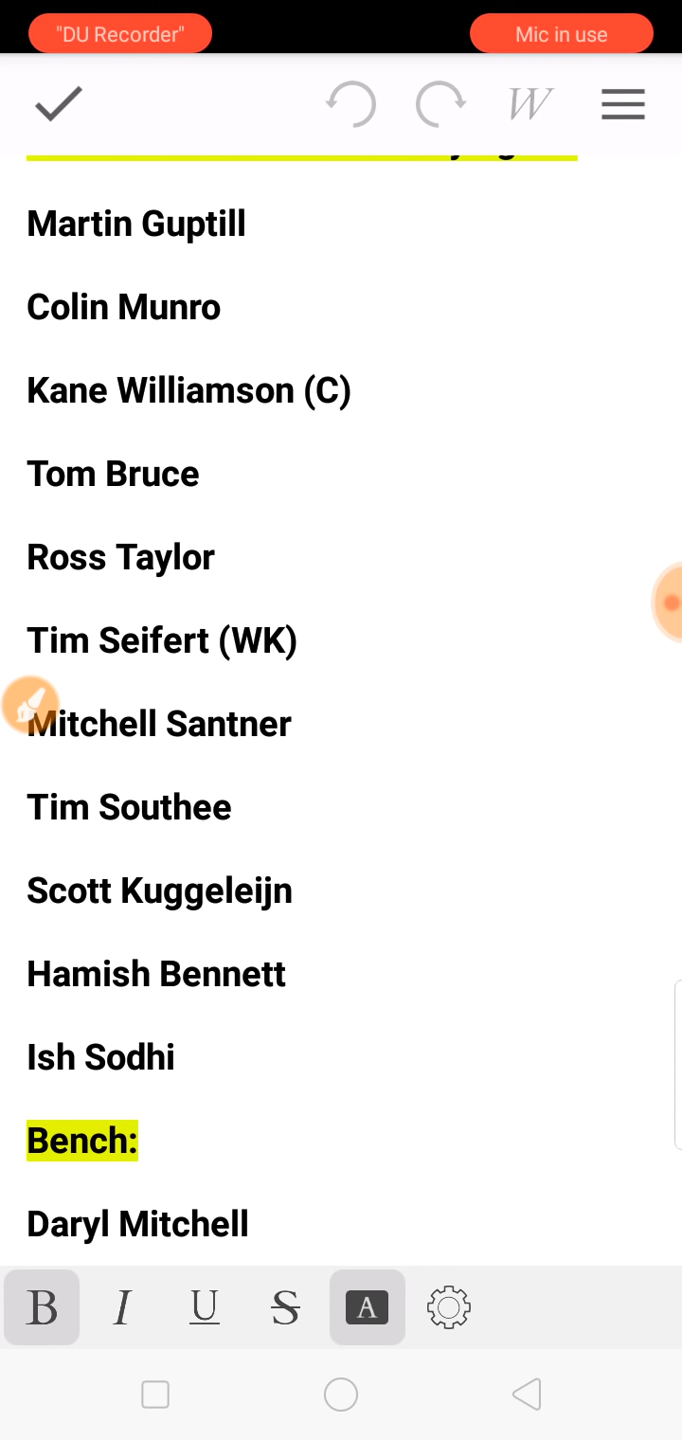 "DU Recorder" Mic in use
W
Martin Guptill
Colin Munro
Kane Williamson (C)
Tom Bruce
Ross Taylor
Tim Seifert (WK)
Mitchell Santner
Tim Southee
Scott Kuggeleijn
Hamish Bennett
Ish Sodhi
Bench:
Daryl Mitchell
B I U S A